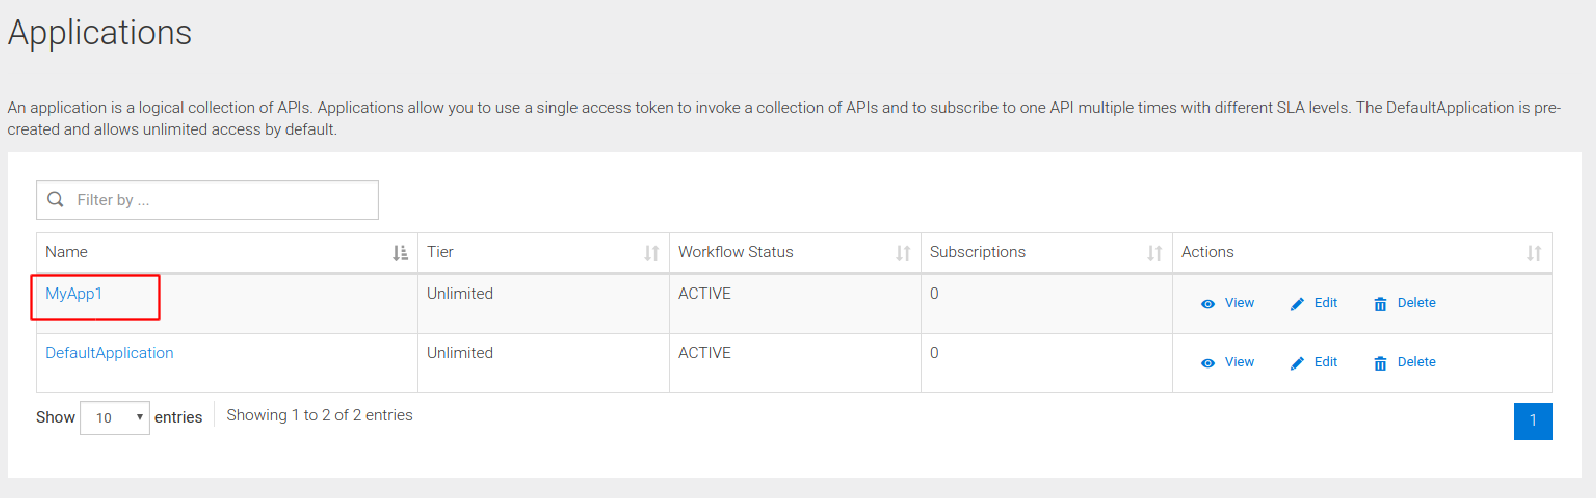 Applications
An application is a logical collection of APIs. Applications allow you to use a single access token to invoke a collection of APIs and to subscribe to one API multiple times with different SLA levels. The DefaultApplication is pre-
created and allows unlimited access by default.
Filter by ...
Name Tier Workflow Status Subscriptions Actions
MyApp1 Unlimited ACTIVE 0 View Edit Delete
DefaultApplication Unlimited ACTIVE 0 View Edit Delete
Show 10 entries Showing 1 to 2 of 2 entries 1